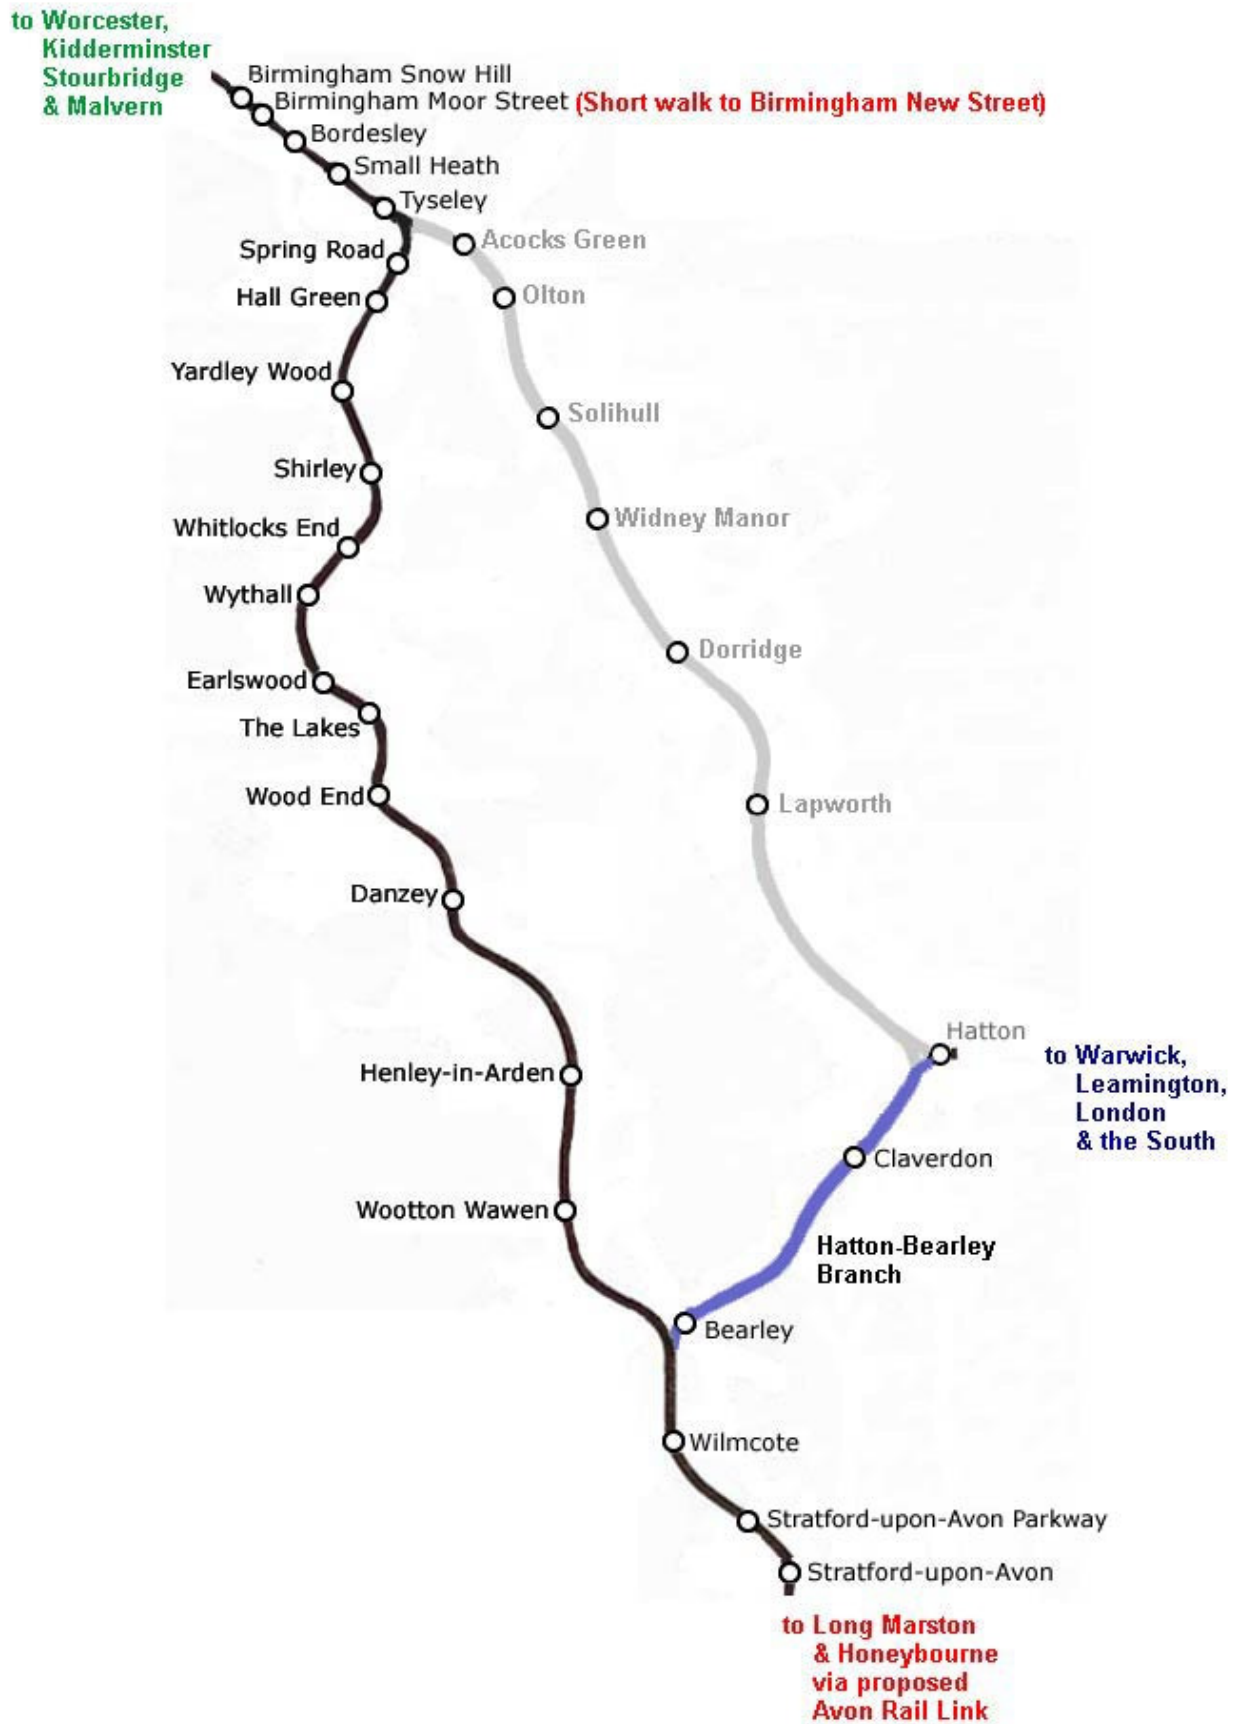 to Worcester,
Kidderminster
Stourbridge
& Malvern
Birmingham Snow Hill
Birmingham Moor Street (Short walk to Birmingham New Street)
Bordesley
Small Heath
Tyseley
Spring Road
Acocks Green
Hall Green
Olton
Yardley Wood
Solihull
Shirley
Whitlocks End
Widney Manor
Wythall
Dorridge
Earlswood
The Lakes
Wood End
Lapworth
Danzey
Hatton
to Warwick,
Leamington,
London
& the South
Henley-in-Arden
Claverdon
Wootton Wawen
Hatton-Bearley
Branch
Bearley
Wilmcote
Stratford-upon-Avon Parkway
Stratford-upon-Avon
to Long Marston
& Honeybourne
via proposed
Avon Rail Link